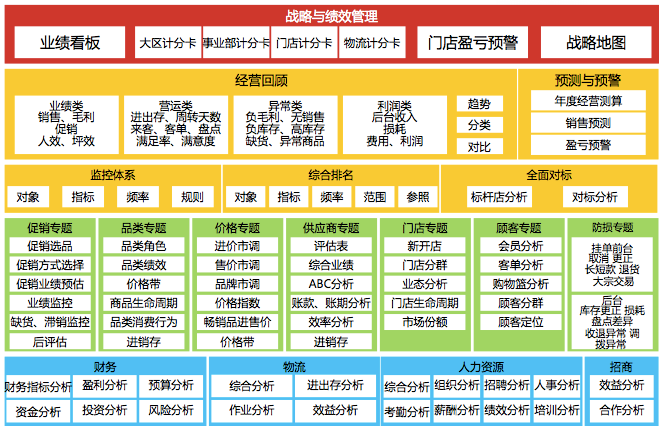 战略与绩效管理
业绩看板
大区计分卡
事业部计分卡
门店计分卡
物流计分卡
门店盈亏预警
战略地图
经营回顾
业绩类
销售、毛利
促销
人效、坪效
营运类
进出存、周转天数
来客、客单、盘点
满足率、满意度
异常类
负毛利、无销售
负库存、高库存
缺货、异常商品
利润类
后台收入
损耗
费用、利润
趋势
分类
对比
预测与预警
年度经营测算
销售预测
盈亏预警
监控体系
对象
指标
频率
规则
综合排名
对象
指标
频率
范围
参照
全面对标
标杆店分析
对标分析
促销专题
促销选品
促销方式选择
促销业绩预估
业绩监控
缺货、滞销监控
后评估
品类专题
品类角色
品类绩效
价格带
商品生命周期
品类消费行为
进销存
价格专题
进价市调
售价市调
品牌市调
价格指数
畅销品进售价
价格带
供应商专题
评估表
综合业绩
ABC分析
账款、账期分析
效率分析
进销存
门店专题
新开店
门店分群
业态分析
门店生命周期
市场份额
顾客专题
会员分析
客单分析
购物篮分析
顾客分群
顾客定位
防损专题
挂单前台
取消 更正
长短款 退货
大宗交易
后台
库存更正 损耗
盘点差异
收退异常 调
拨异常
财务
财务指标分析
盈利分析
预算分析
资金分析
投资分析
风险分析
物流
综合分析
进出存分析
作业分析
效益分析
人力资源
综合分析
组织分析
招聘分析
人事分析
考勤分析
薪酬分析
绩效分析
培训分析
招商
效益分析
合作分析